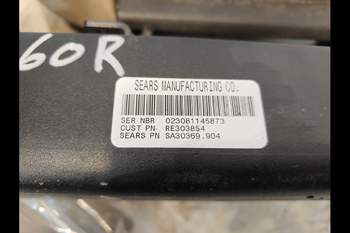 60R
SEARS MANUFACTURING CO.
SER NBR 023081145873
CUST PN- RE303854
SEARS PN SA30369.904